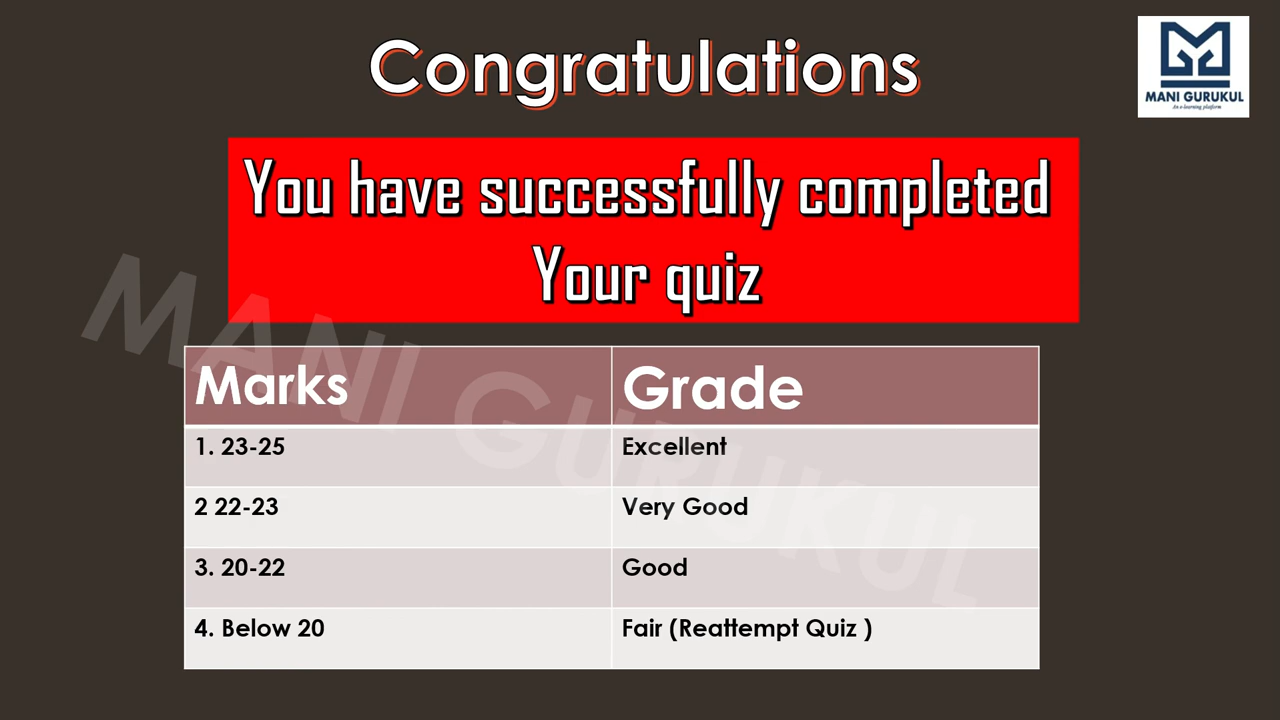 Congratulations
MANI GURUKUL
An e-learning platform
You have successfully completed
Your quiz
MANI GURUKUL
Marks Grade
1. 23-25 Excellent
2 22-23 Very Good
3. 20-22 Good
4. Below 20 Fair (Reattempt Quiz )